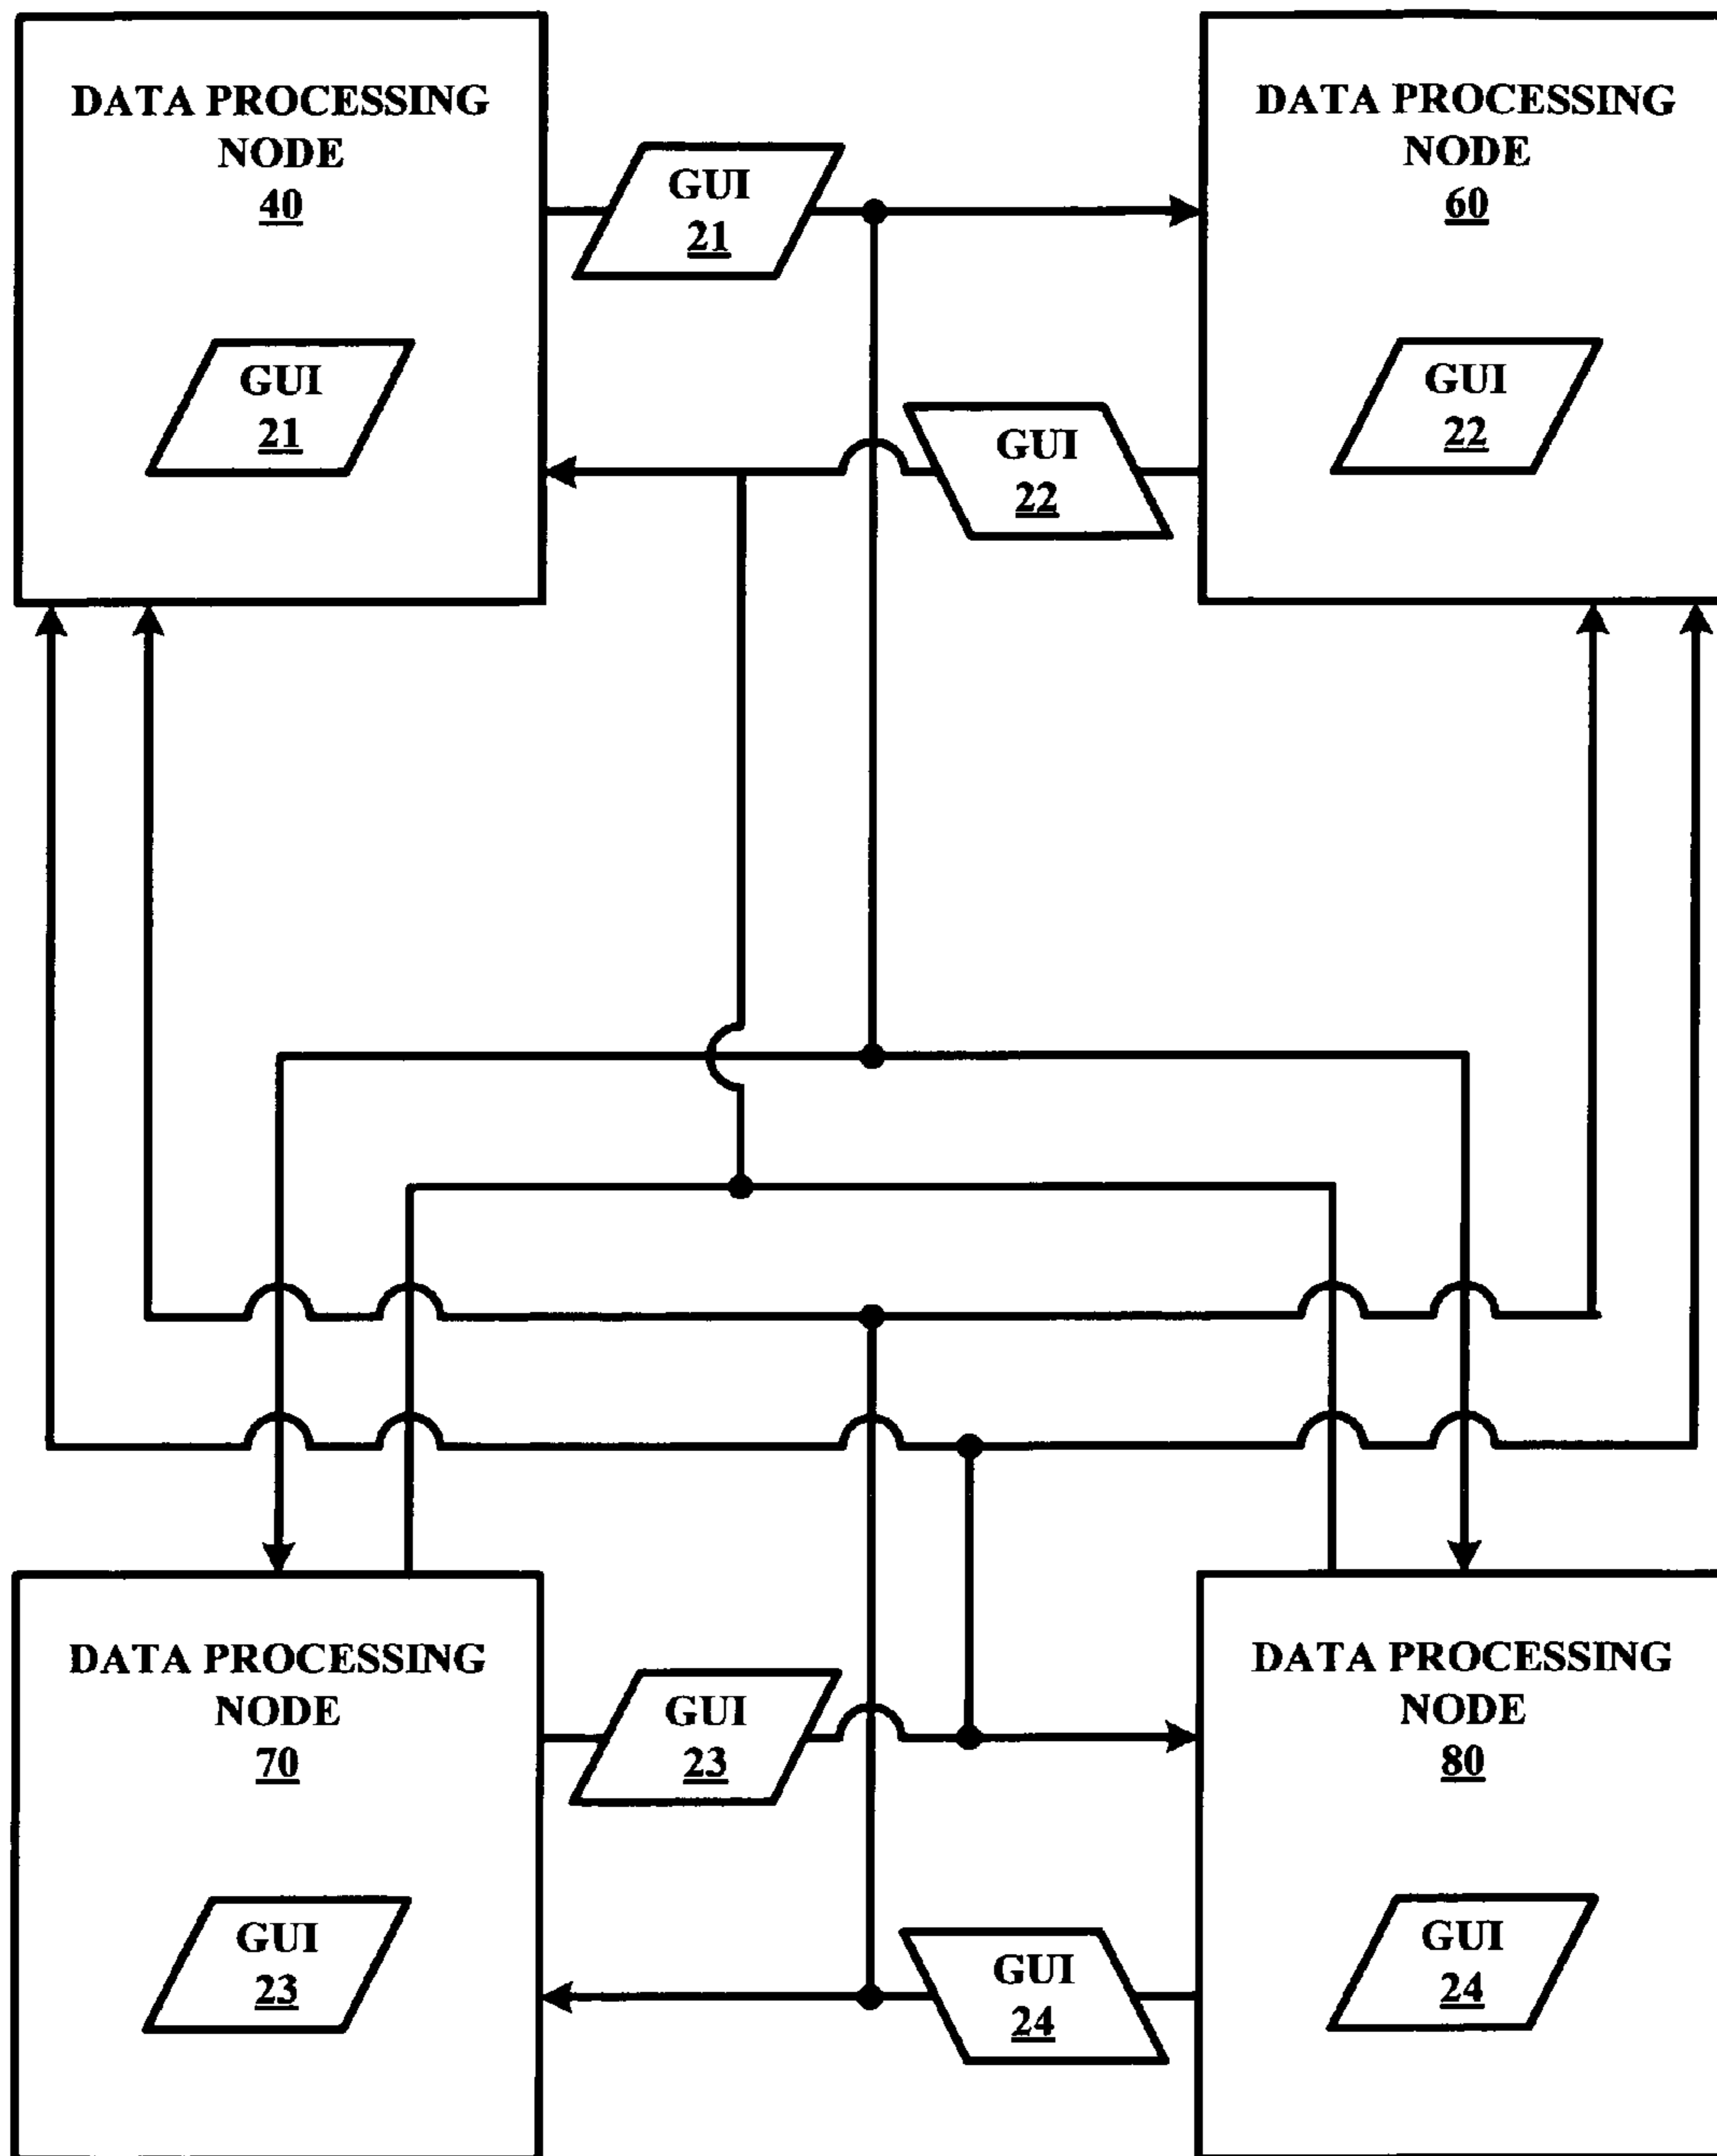 DATA PROCESSING
NODE
40
GUI
21
GUI
21
DATA PROCESSING
NODE
60
GUI
22
GUI
22
DATA PROCESSING
NODE
70
GUI
23
GUI
23
DATA PROCESSING
NODE
80
GUI
24
GUI
24